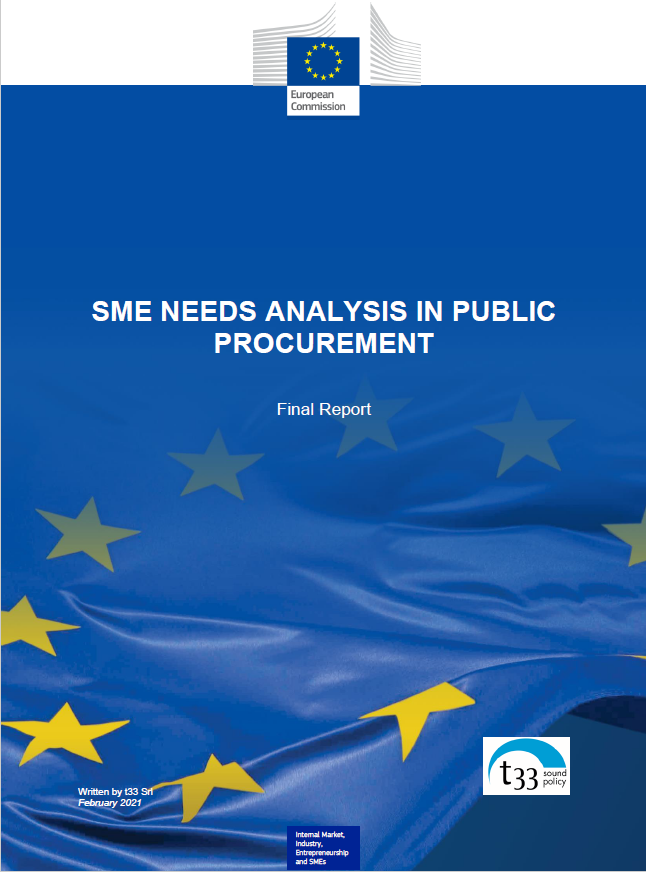 European
Commission
SME NEEDS ANALYSIS IN PUBLIC
PROCUREMENT
Final Report
t33 sound
policy
Written by t33 Srl
February 2021
Internal Market,
Industry,
Entrepreneurship
and SMEs